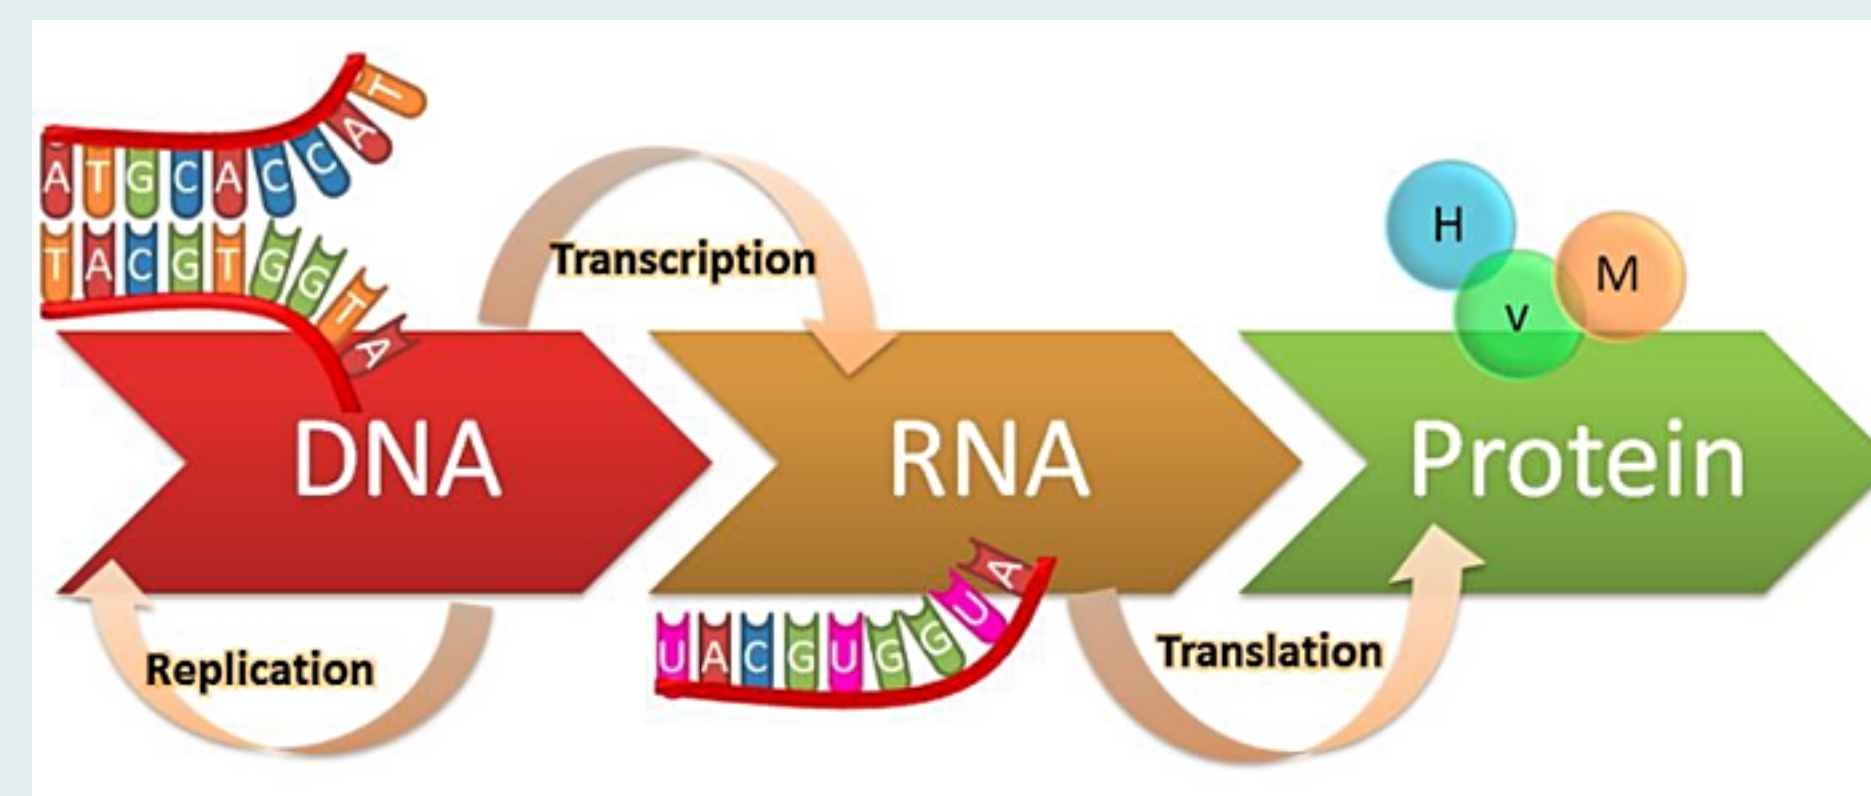 ATGCACCAT
TACGTGGTA
Transcription
H
V
M
DNA
RNA
Protein
Replication
UACGUGGUA
Translation